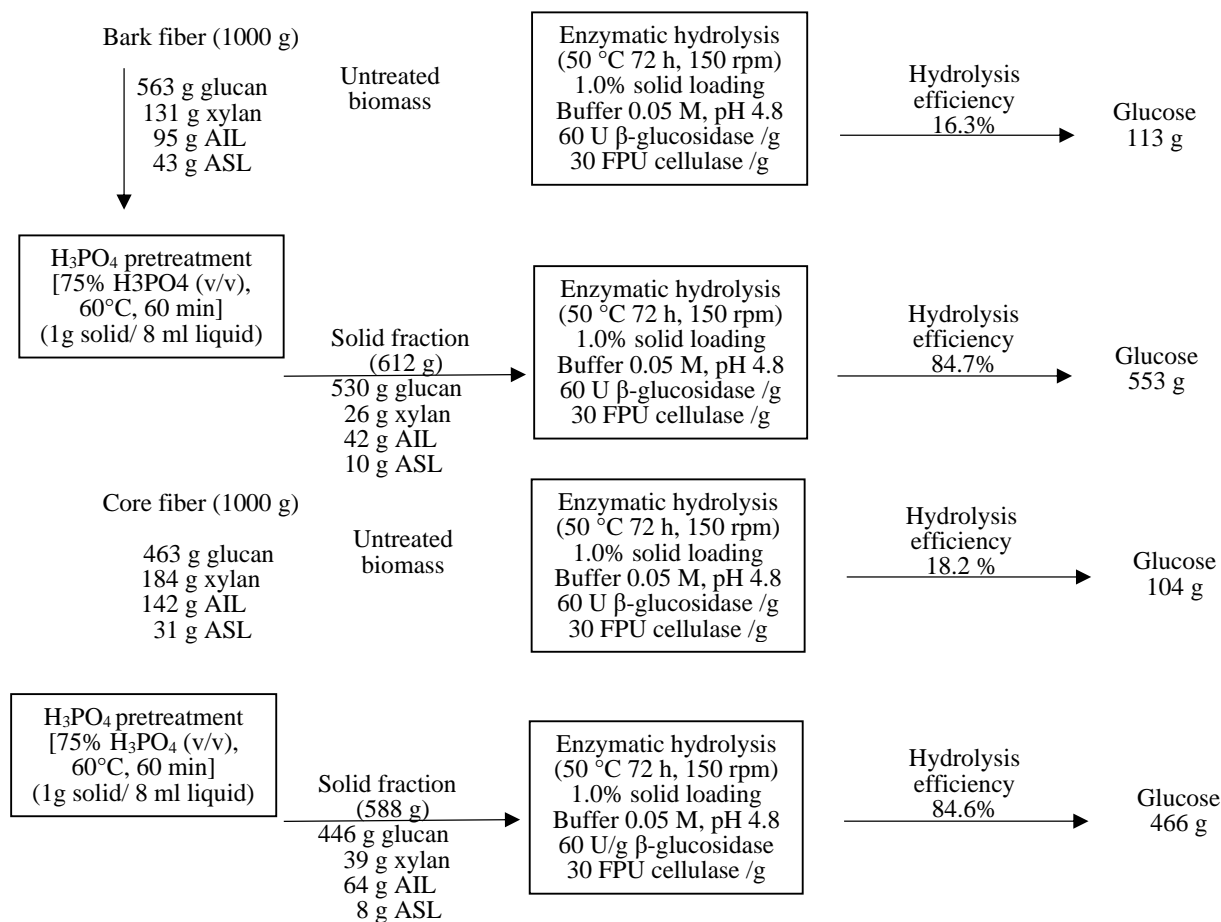 Bark fiber (1000 g)
563 g glucan
131 g xylan
95 g AIL
43 g ASL
Untreated
biomass
Enzymatic hydrolysis
(50 °C 72 h, 150 rpm)
1.0% solid loading
Buffer 0.05 M, pH 4.8
60 U β-glucosidase /g
30 FPU cellulase /g
Hydrolysis
efficiency
16.3%
Glucose
113 g
H₃PO₄ pretreatment
[75% H3PO4 (v/v),
60°C, 60 min]
(1g solid/ 8 ml liquid)
Solid fraction
(612 g)
530 g glucan
26 g xylan
42 g AIL
10 g ASL
Enzymatic hydrolysis
(50 °C 72 h, 150 rpm)
1.0% solid loading
Buffer 0.05 M, pH 4.8
60 U β-glucosidase /g
30 FPU cellulase /g
Hydrolysis
efficiency
84.7%
Glucose
553 g
Core fiber (1000 g)
463 g glucan
184 g xylan
142 g AIL
31 g ASL
Untreated
biomass
Enzymatic hydrolysis
(50 °C 72 h, 150 rpm)
1.0% solid loading
Buffer 0.05 M, pH 4.8
60 U β-glucosidase /g
30 FPU cellulase /g
Hydrolysis
efficiency
18.2 %
Glucose
104 g
H₃PO₄ pretreatment
[75% H₃PO₄ (v/v),
60°C, 60 min]
(1g solid/ 8 ml liquid)
Solid fraction
(588 g)
446 g glucan
39 g xylan
64 g AIL
8 g ASL
Enzymatic hydrolysis
(50 °C 72 h, 150 rpm)
1.0% solid loading
Buffer 0.05 M, pH 4.8
60 U/g β-glucosidase
30 FPU cellulase /g
Hydrolysis
efficiency
84.6%
Glucose
466 g